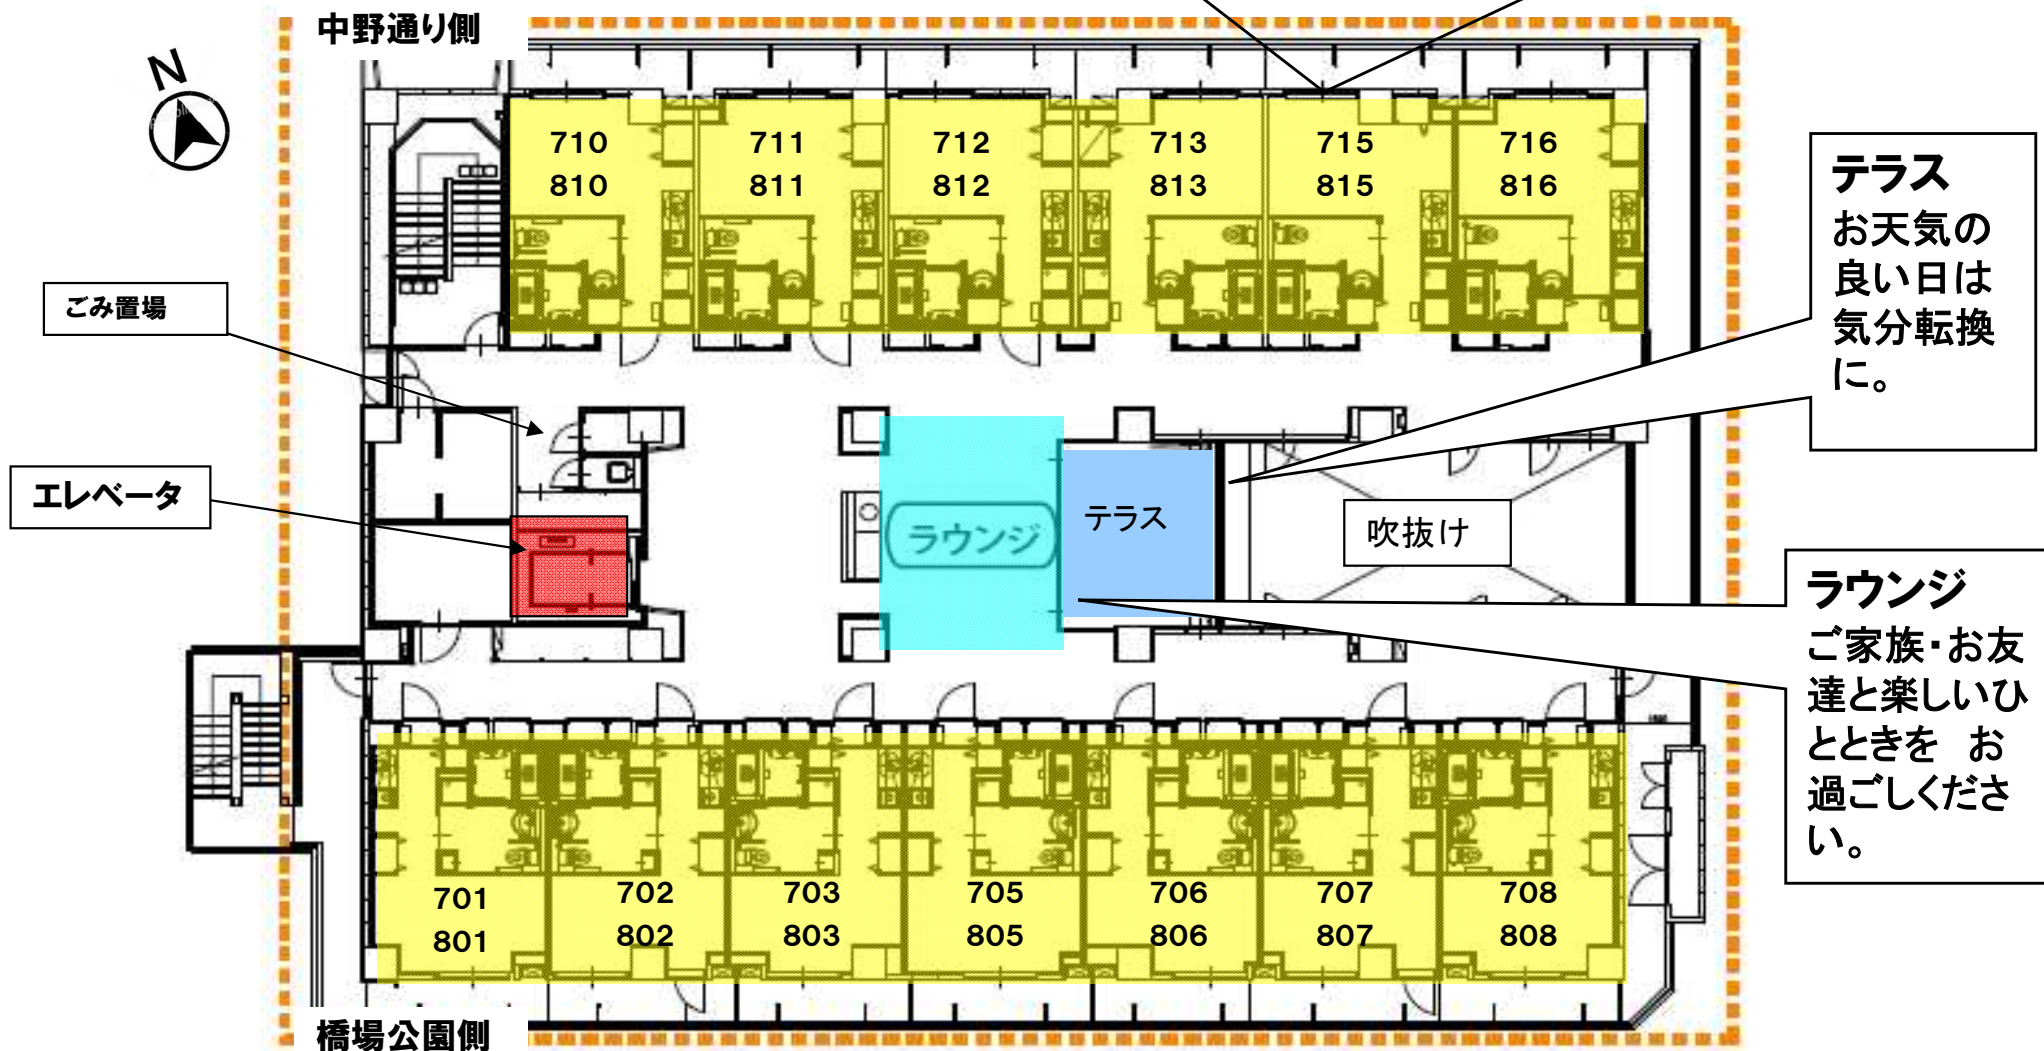 中野通り側
N
710
810
711
811
712
812
713
813
715
815
716
816
テラス
お天気の
良い日は
気分転換
に。
ごみ置場
エレベータ
ラウンジ
テラス
吹抜け
ラウンジ
ご家族・お友
達と楽しいひ
とときを お
過ごしくださ
い。
701
801
702
802
703
803
705
805
706
806
707
807
708
808
橋場公園側